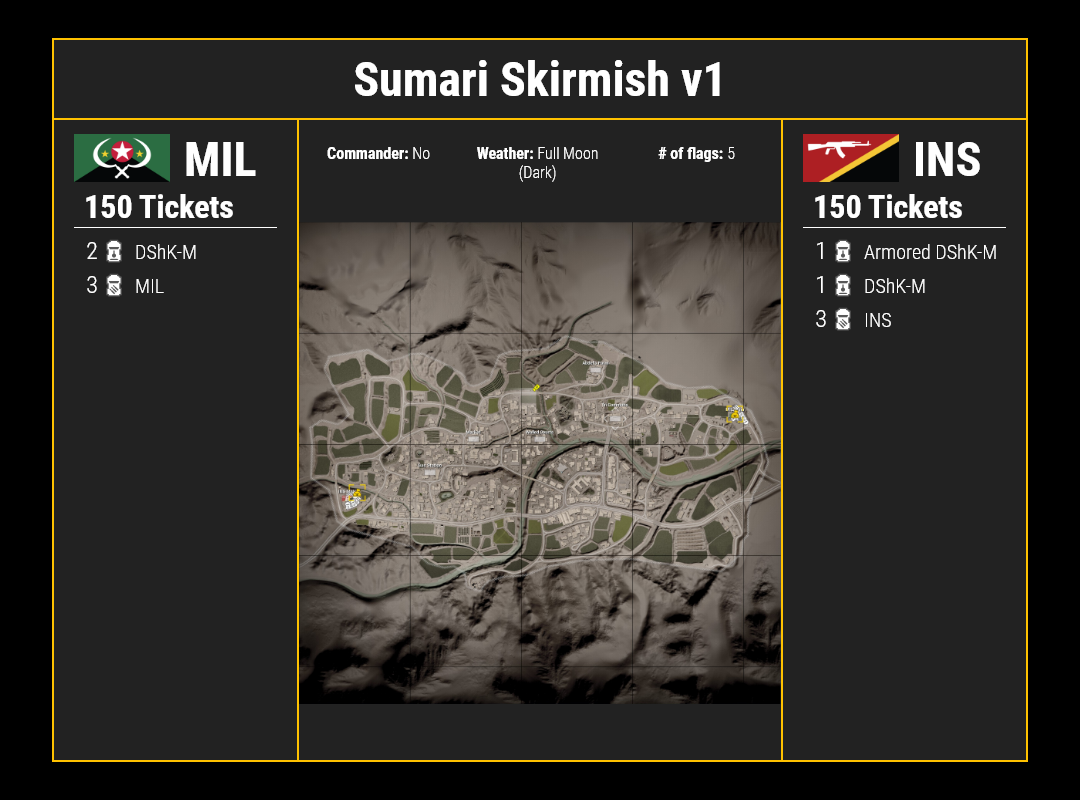 Sumari Skirmish v1
MIL
150 Tickets
2 DShK-M
3 MIL
Commander: No
Weather: Full Moon
(Dark)
# of flags: 5
INS
150 Tickets
1 Armored DShK-M
1 DShK-M
3 INS